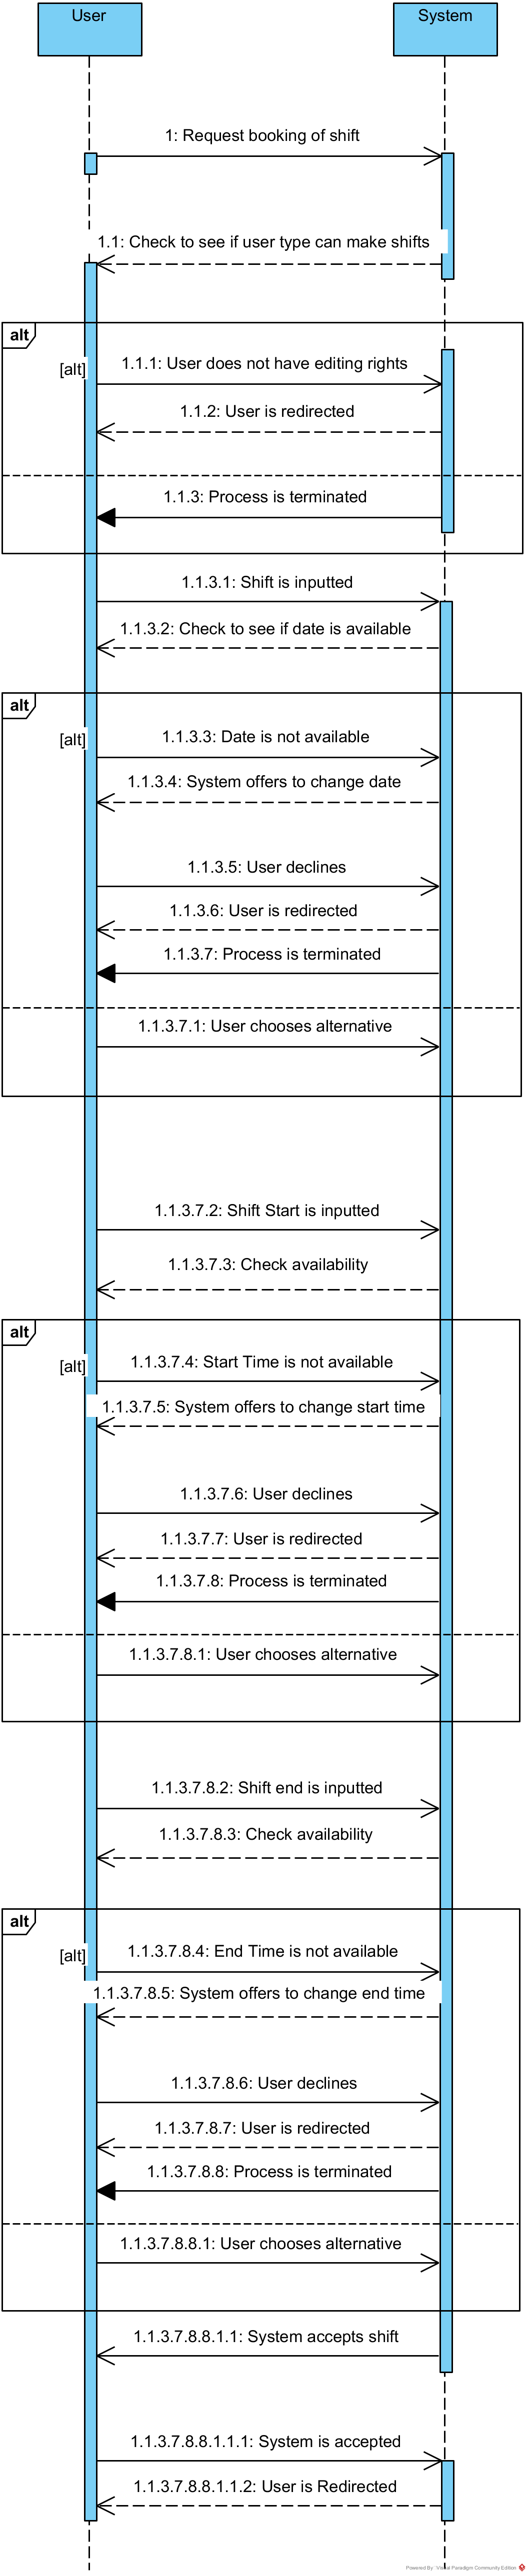 User
System
1: Request booking of shift
1.1: Check to see if user type can make shifts
alt
[alt]
1.1.1: User does not have editing rights
1.1.2: User is redirected
1.1.3: Process is terminated
1.1.3.1: Shift is inputted
1.1.3.2: Check to see if date is available
alt
[alt]
1.1.3.3: Date is not available
1.1.3.4: System offers to change date
1.1.3.5: User declines
1.1.3.6: User is redirected
1.1.3.7: Process is terminated
1.1.3.7.1: User chooses alternative
1.1.3.7.2: Shift Start is inputted
1.1.3.7.3: Check availability
alt
[alt]
1.1.3.7.4: Start Time is not available
1.1.3.7.5: System offers to change start time
1.1.3.7.6: User declines
1.1.3.7.7: User is redirected
1.1.3.7.8: Process is terminated
1.1.3.7.8.1: User chooses alternative
1.1.3.7.8.2: Shift end is inputted
1.1.3.7.8.3: Check availability
alt
[alt]
1.1.3.7.8.4: End Time is not available
1.1.3.7.8.5: System offers to change end time
1.1.3.7.8.6: User declines
1.1.3.7.8.7: User is redirected
1.1.3.7.8.8: Process is terminated
1.1.3.7.8.8.1: User chooses alternative
1.1.3.7.8.8.1.1: System accepts shift
1.1.3.7.8.8.1.1.1: System is accepted
1.1.3.7.8.8.1.1.2: User is Redirected
Powered By Visual Paradigm Community Edition